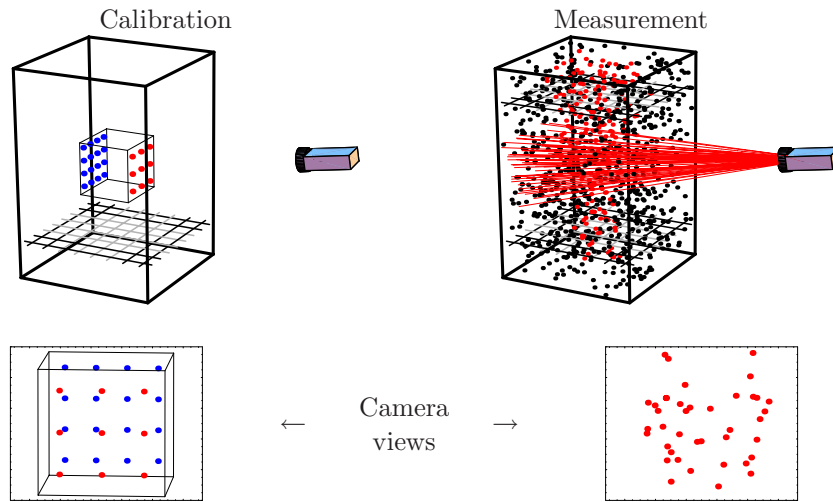 Calibration
Measurement
← Camera →
views